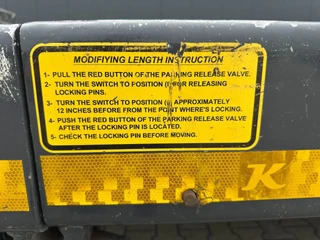 MODIFIYING LENGTH INSTRUCTION
1- PULL THE RED BUTTON OF THE PARKING RELEASE VALVE.
2- TURN THE SWITCH TO POSITION (I) FOR RELEASING
LOCKING PINS.
3- TURN THE SWITCH TO POSITION APPROXIMATELY
12 INCHES BEFORE FROM THE POINT WHERE'S LOCKING.
4- PUSH THE RED BUTTON OF THE PARKING RELEASE VALVE
AFTER THE LOCKING PIN IS LOCATED.
5- CHECK THE LOCKING PIN BEFORE MOVING.
K